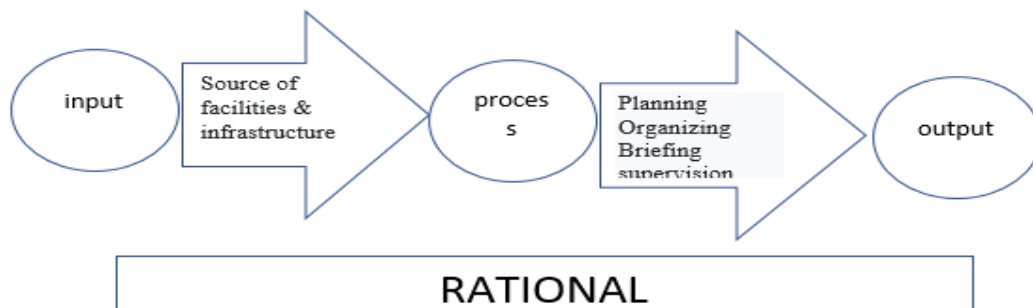 input
Source of
facilities &
infrastructure
proces
s
Planning
Organizing
Briefing
supervision
output
RATIONAL